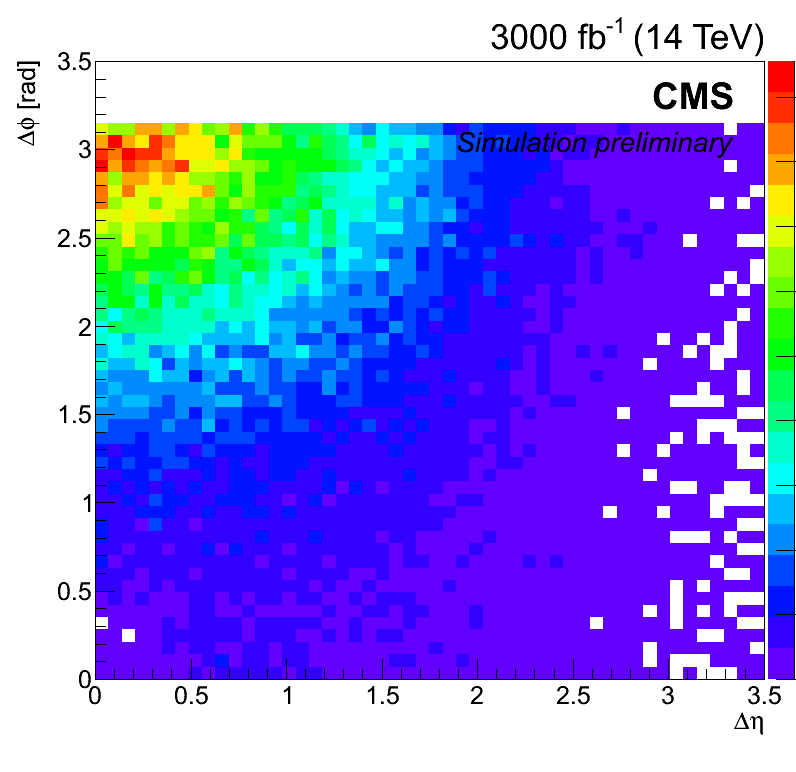 3000 fb-1 (14 TeV)
Δϕ [rad]
CMS
Simulation preliminary
3.5
3
2.5
2
1.5
1
0.5
0
0 0.5 1 1.5 2 2.5 3 3.5
Δη